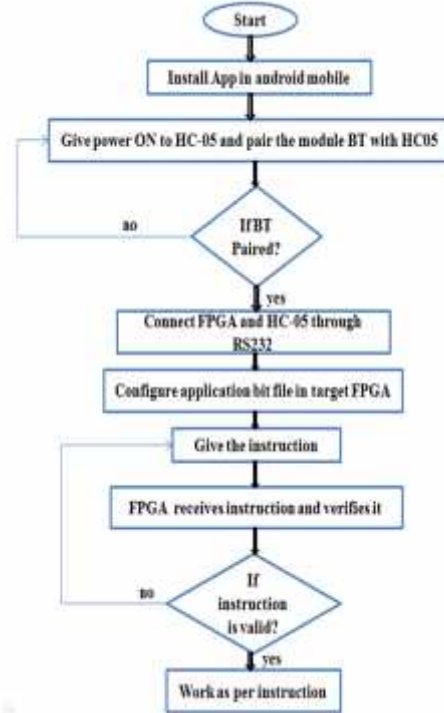 Start
Install App in android mobile
Give power ON to HC-05 and pair the module BT with HC05
If BT
Paired?
no
yes
Connect FPGA and HC-05 through
RS232
Configure application bit file in target FPGA
Give the instruction
FPGA receives instruction and verifies it
If
instruction
is valid?
no
yes
Work as per instruction